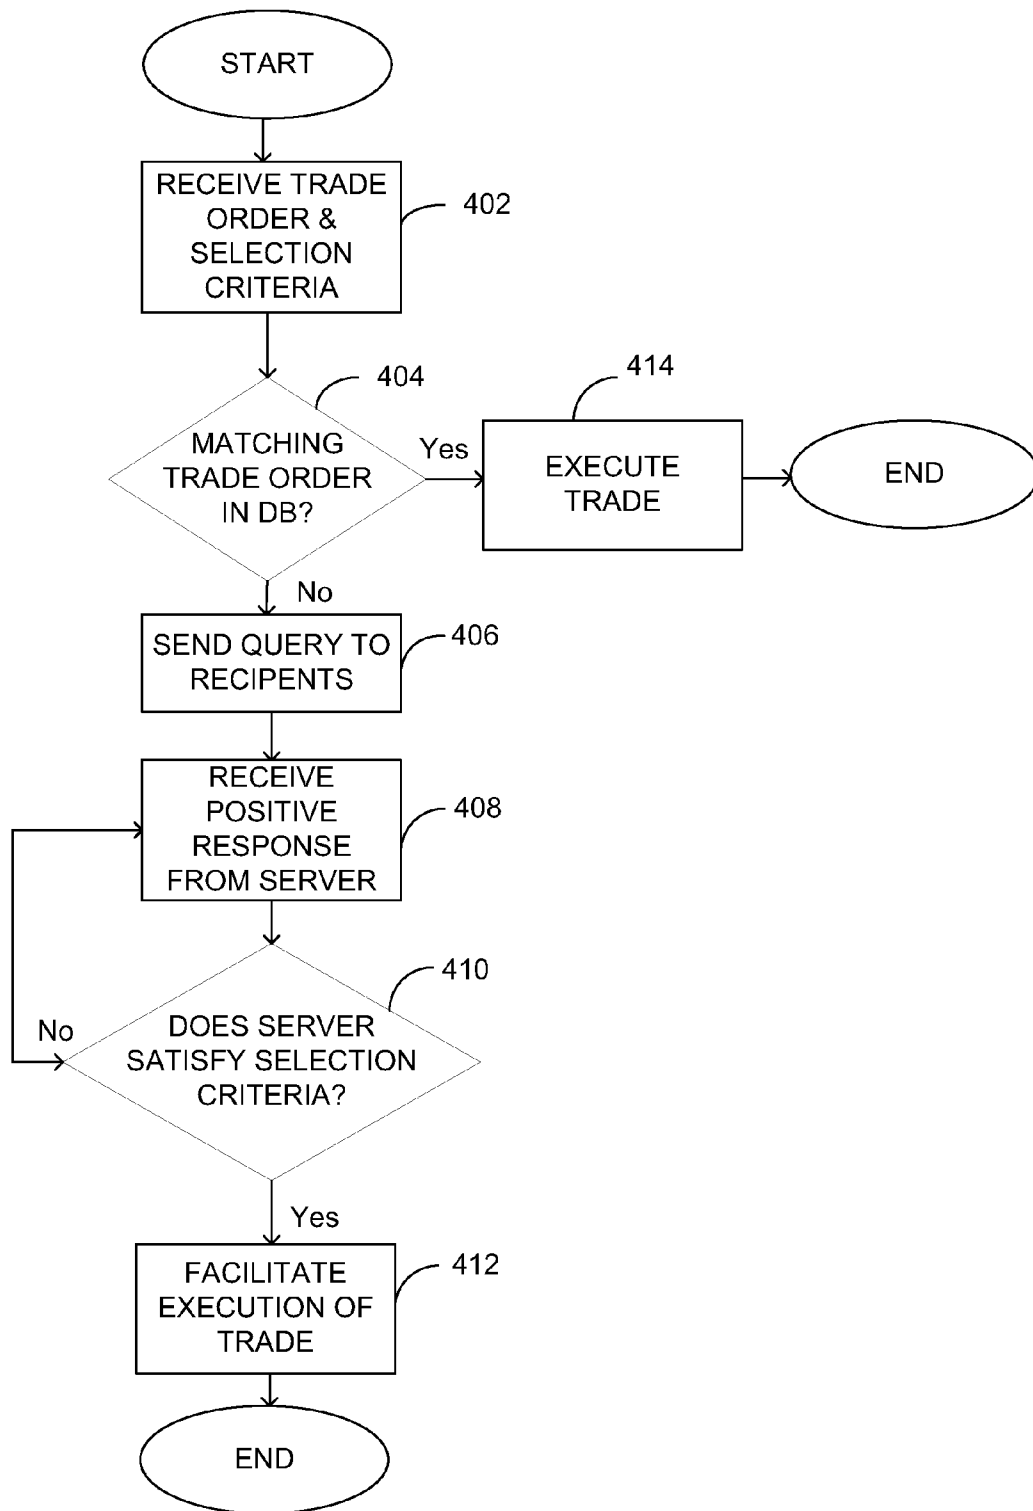 START
RECEIVE TRADE
ORDER &
SELECTION
CRITERIA
402
404
MATCHING
TRADE ORDER
IN DB?
Yes
414
EXECUTE
TRADE
END
No
SEND QUERY TO
RECIPENTS
406
RECEIVE
POSITIVE
RESPONSE
FROM SERVER
408
410
DOES SERVER
SATISFY SELECTION
CRITERIA?
No
Yes
FACILITATE
EXECUTION OF
TRADE
412
END